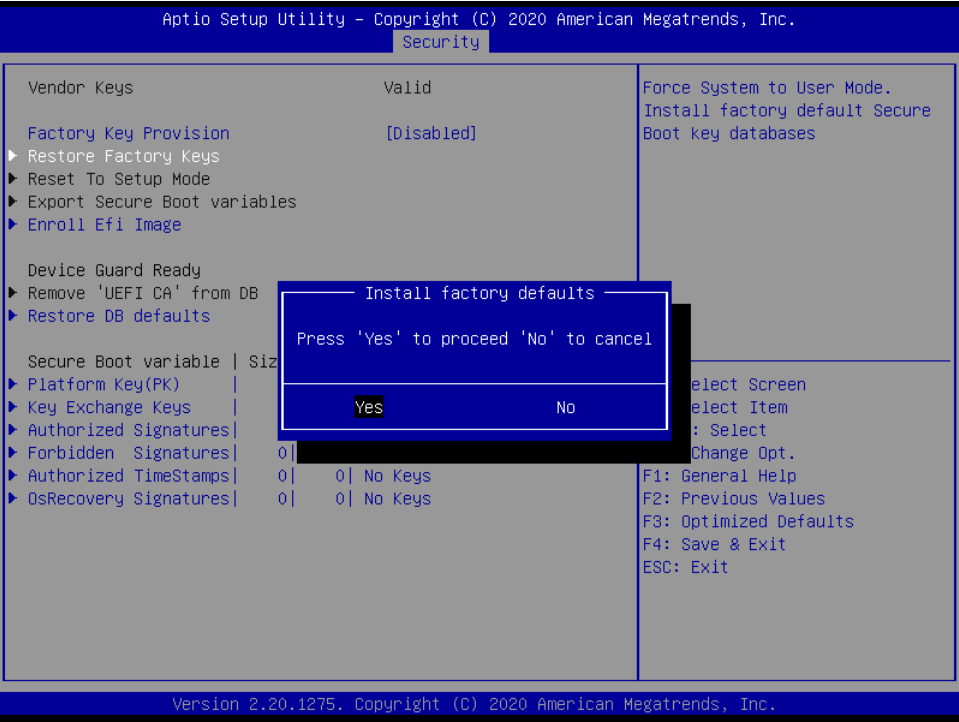 Aptio Setup Utility – Copyright (C) 2020 American Megatrends, Inc.
Security
Vendor Keys Valid
Factory Key Provision [Disabled]
Restore Factory Keys
Reset To Setup Mode
Export Secure Boot variables
Enroll Efi Image
Device Guard Ready
Remove 'UEFI CA' from DB
Restore DB defaults
Secure Boot variable | Siz
Platform Key(PK) |
Key Exchange Keys |
Authorized Signatures|
Forbidden Signatures| 0|
Authorized TimeStamps| 0| 0| No Keys
OsRecovery Signatures| 0| 0| No Keys
Install factory defaults
Press 'Yes' to proceed 'No' to cancel
Yes No
Force System to User Mode.
Install factory default Secure
Boot key databases
elect Screen
elect Item
: Select
Change Opt.
F1: General Help
F2: Previous Values
F3: Optimized Defaults
F4: Save & Exit
ESC: Exit
Version 2.20.1275. Copyright (C) 2020 American Megatrends, Inc.